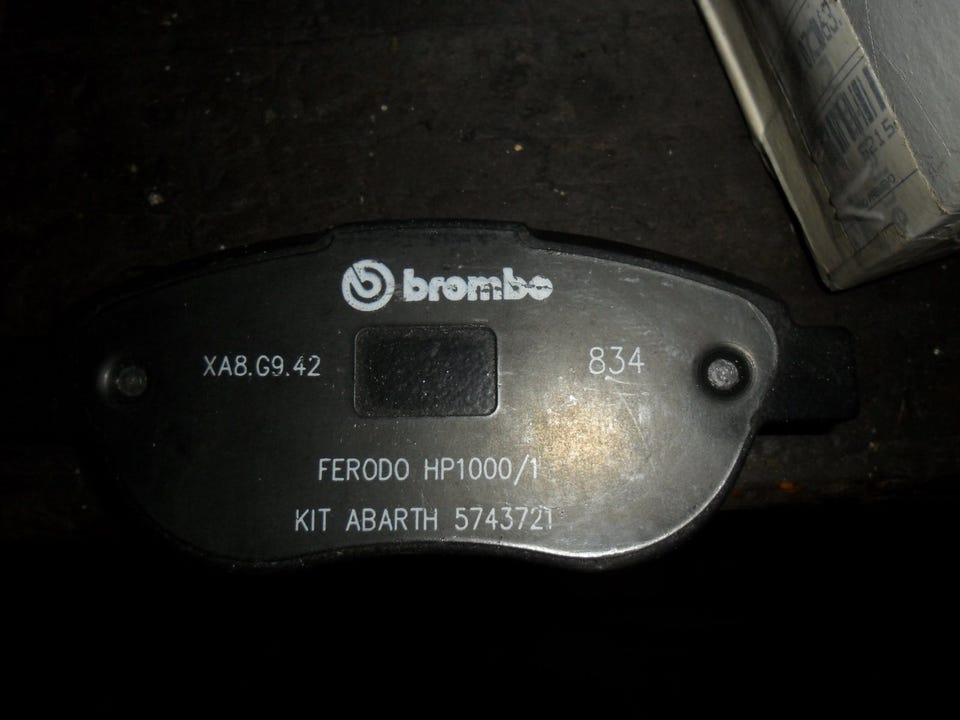 brembo
XA8.G9.42
834
FERODO HP1000/1
KIT ABARTH 5743721